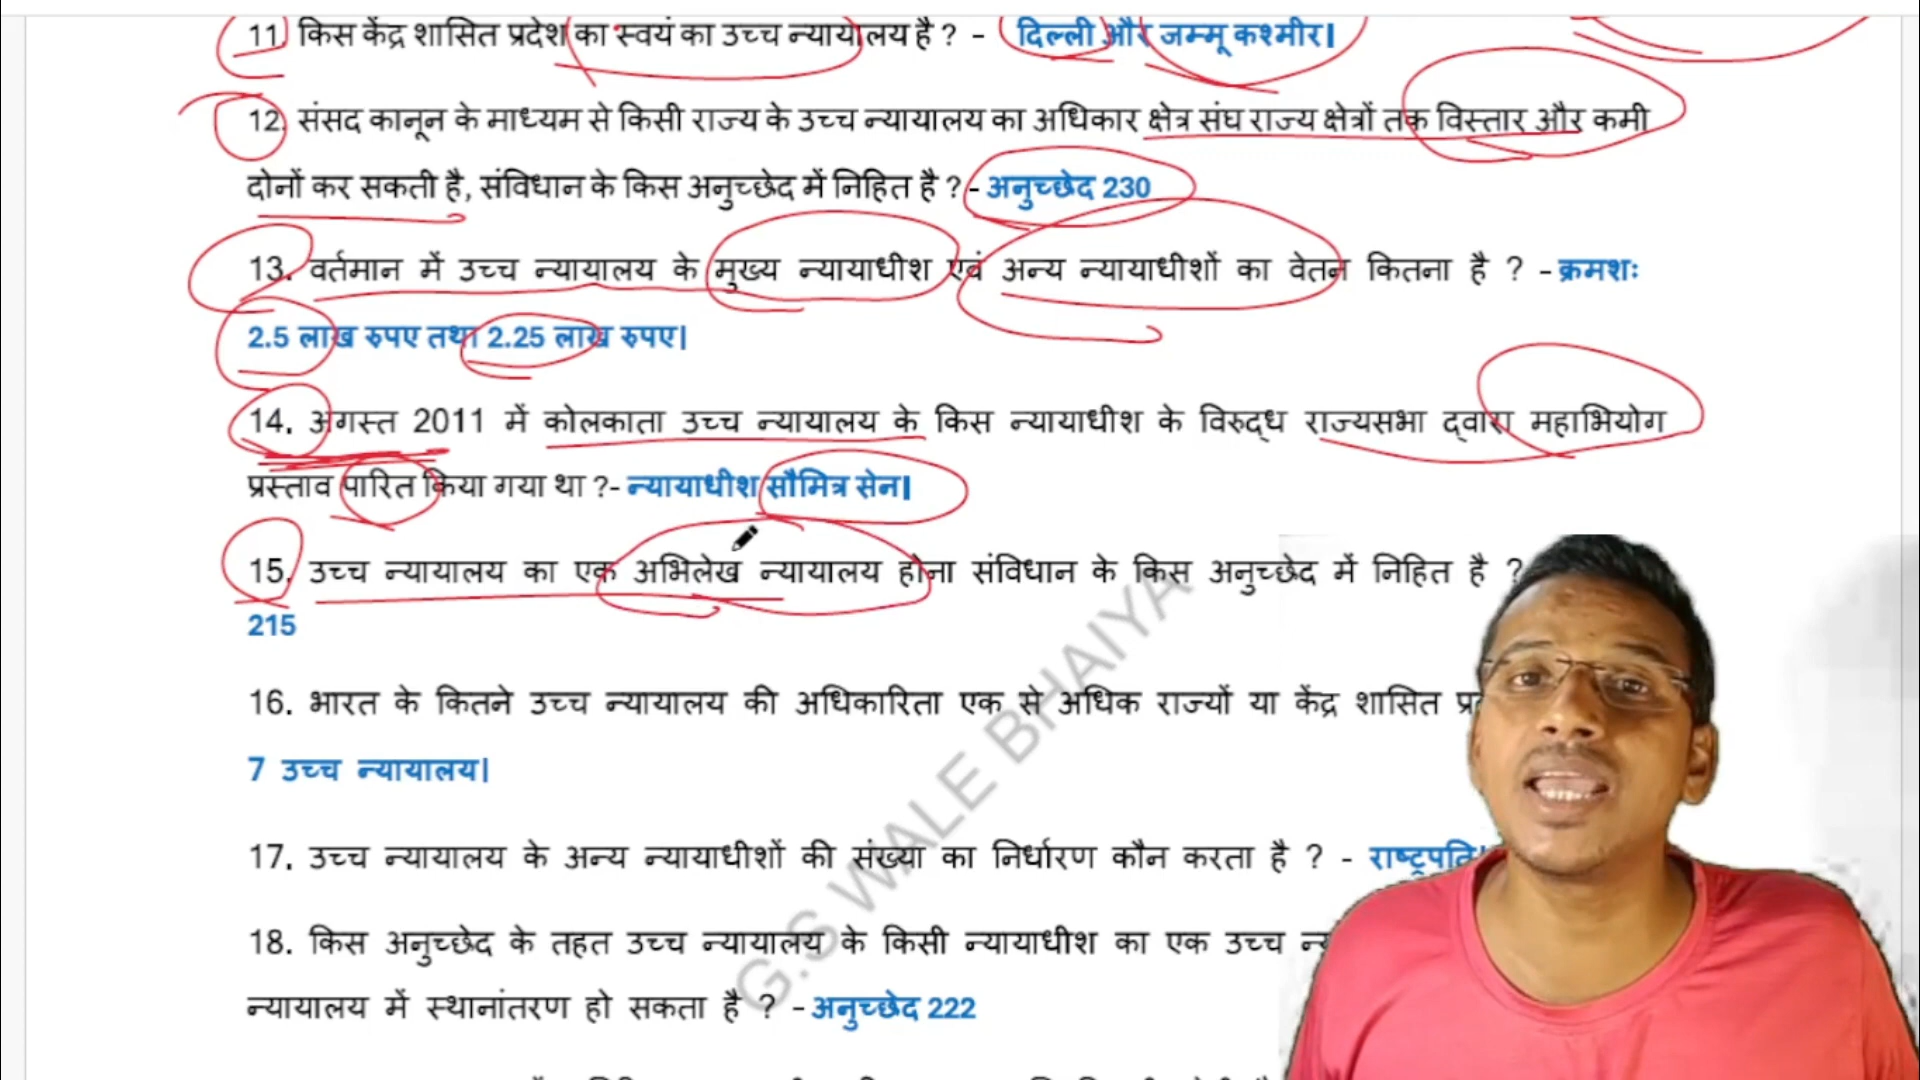 11. किस केंद्र शासित प्रदेश का स्वयं का उच्च न्यायालय है ? - दिल्ली और जम्मू कश्मीर।
12. संसद कानून के माध्यम से किसी राज्य के उच्च न्यायालय का अधिकार क्षेत्र संघ राज्य क्षेत्रों तक विस्तार और कमी
दोनों कर सकती है, संविधान के किस अनुच्छेद में निहित है ? - अनुच्छेद 230
13. वर्तमान में उच्च न्यायालय के मुख्य न्यायाधीश एवं अन्य न्यायाधीशों का वेतन कितना है ? - क्रमशः
2.5 लाख रुपए तथा 2.25 लाख रुपए।
14. अगस्त 2011 में कोलकाता उच्च न्यायालय के किस न्यायाधीश के विरुद्ध राज्यसभा द्वारा महाभियोग
प्रस्ताव पारित किया गया था ?- न्यायाधीश सौमित्र सेन।
15. उच्च न्यायालय का एक अभिलेख न्यायालय होना संविधान के किस अनुच्छेद में निहित है ?
215
16. भारत के कितने उच्च न्यायालय की अधिकारिता एक से अधिक राज्यों या केंद्र शासित
7 उच्च न्यायालय।
17. उच्च न्यायालय के अन्य न्यायाधीशों की संख्या का निर्धारण कौन करता है ? - राष्ट्रपति।
18. किस अनुच्छेद के तहत उच्च न्यायालय के किसी न्यायाधीश का एक उच्च
न्यायालय में स्थानांतरण हो सकता है ? - अनुच्छेद 222
G.S WALE BHAIYA